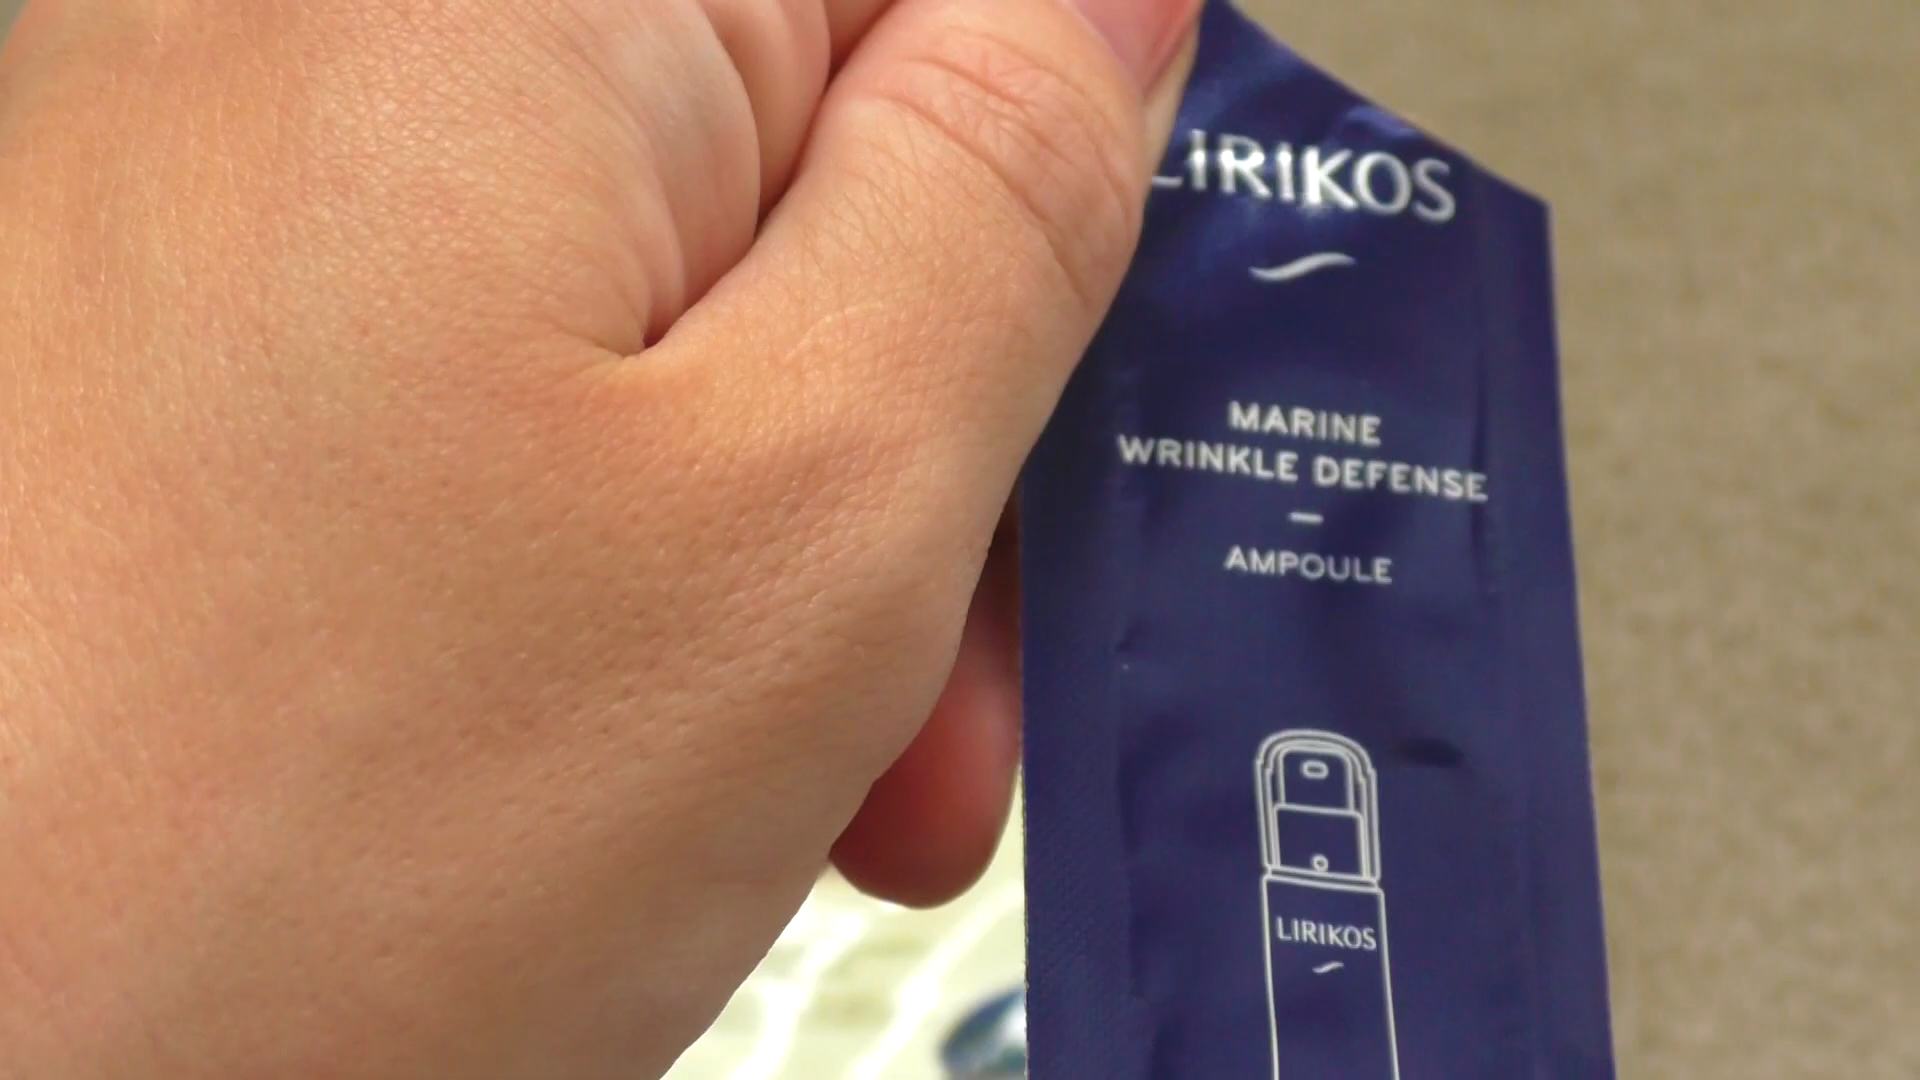 LIRIKOS
MARINE
WRINKLE DEFENSE
–
AMPOULE
LIRIKOS